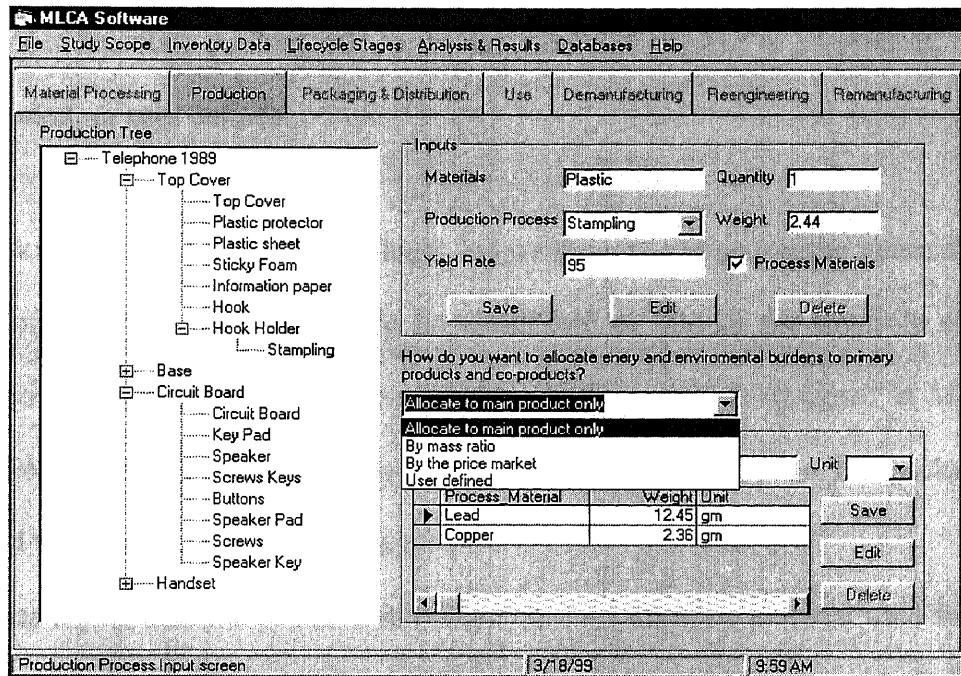 MLCA Software
File Study Scope Inventory Data Lifecycle Stages Analysis & Results Databases Help
Material Processing Production Packaging & Distribution Use Demanufacturing Reengineering Remanufacturing
Production Tree
Telephone 1989
Top Cover
Top Cover
Plastic protector
Plastic sheet
Sticky Foam
Information paper
Hook
Hook Holder
Stampling
Base
Circuit Board
Circuit Board
Key Pad
Speaker
Screws Keys
Buttons
Speaker Pad
Screws
Speaker Key
Handset
Inputs
Materials Plastic Quantity 1
Production Process Stampling Weight 2.44
Yield Rate 95 Process Materials
Save Edit Delete
How do you want to allocate enery and enviromental burdens to primary
products and co-products?
Allocate to main product only
Allocate to main product only
By mass ratio
By the price market
User defined
Unit
Process_Material Weight Unit
Lead 12.45 gm
Copper 2.36 gm
Save
Edit
Delete
Production Process Input screen 3/18/99 9:59 AM